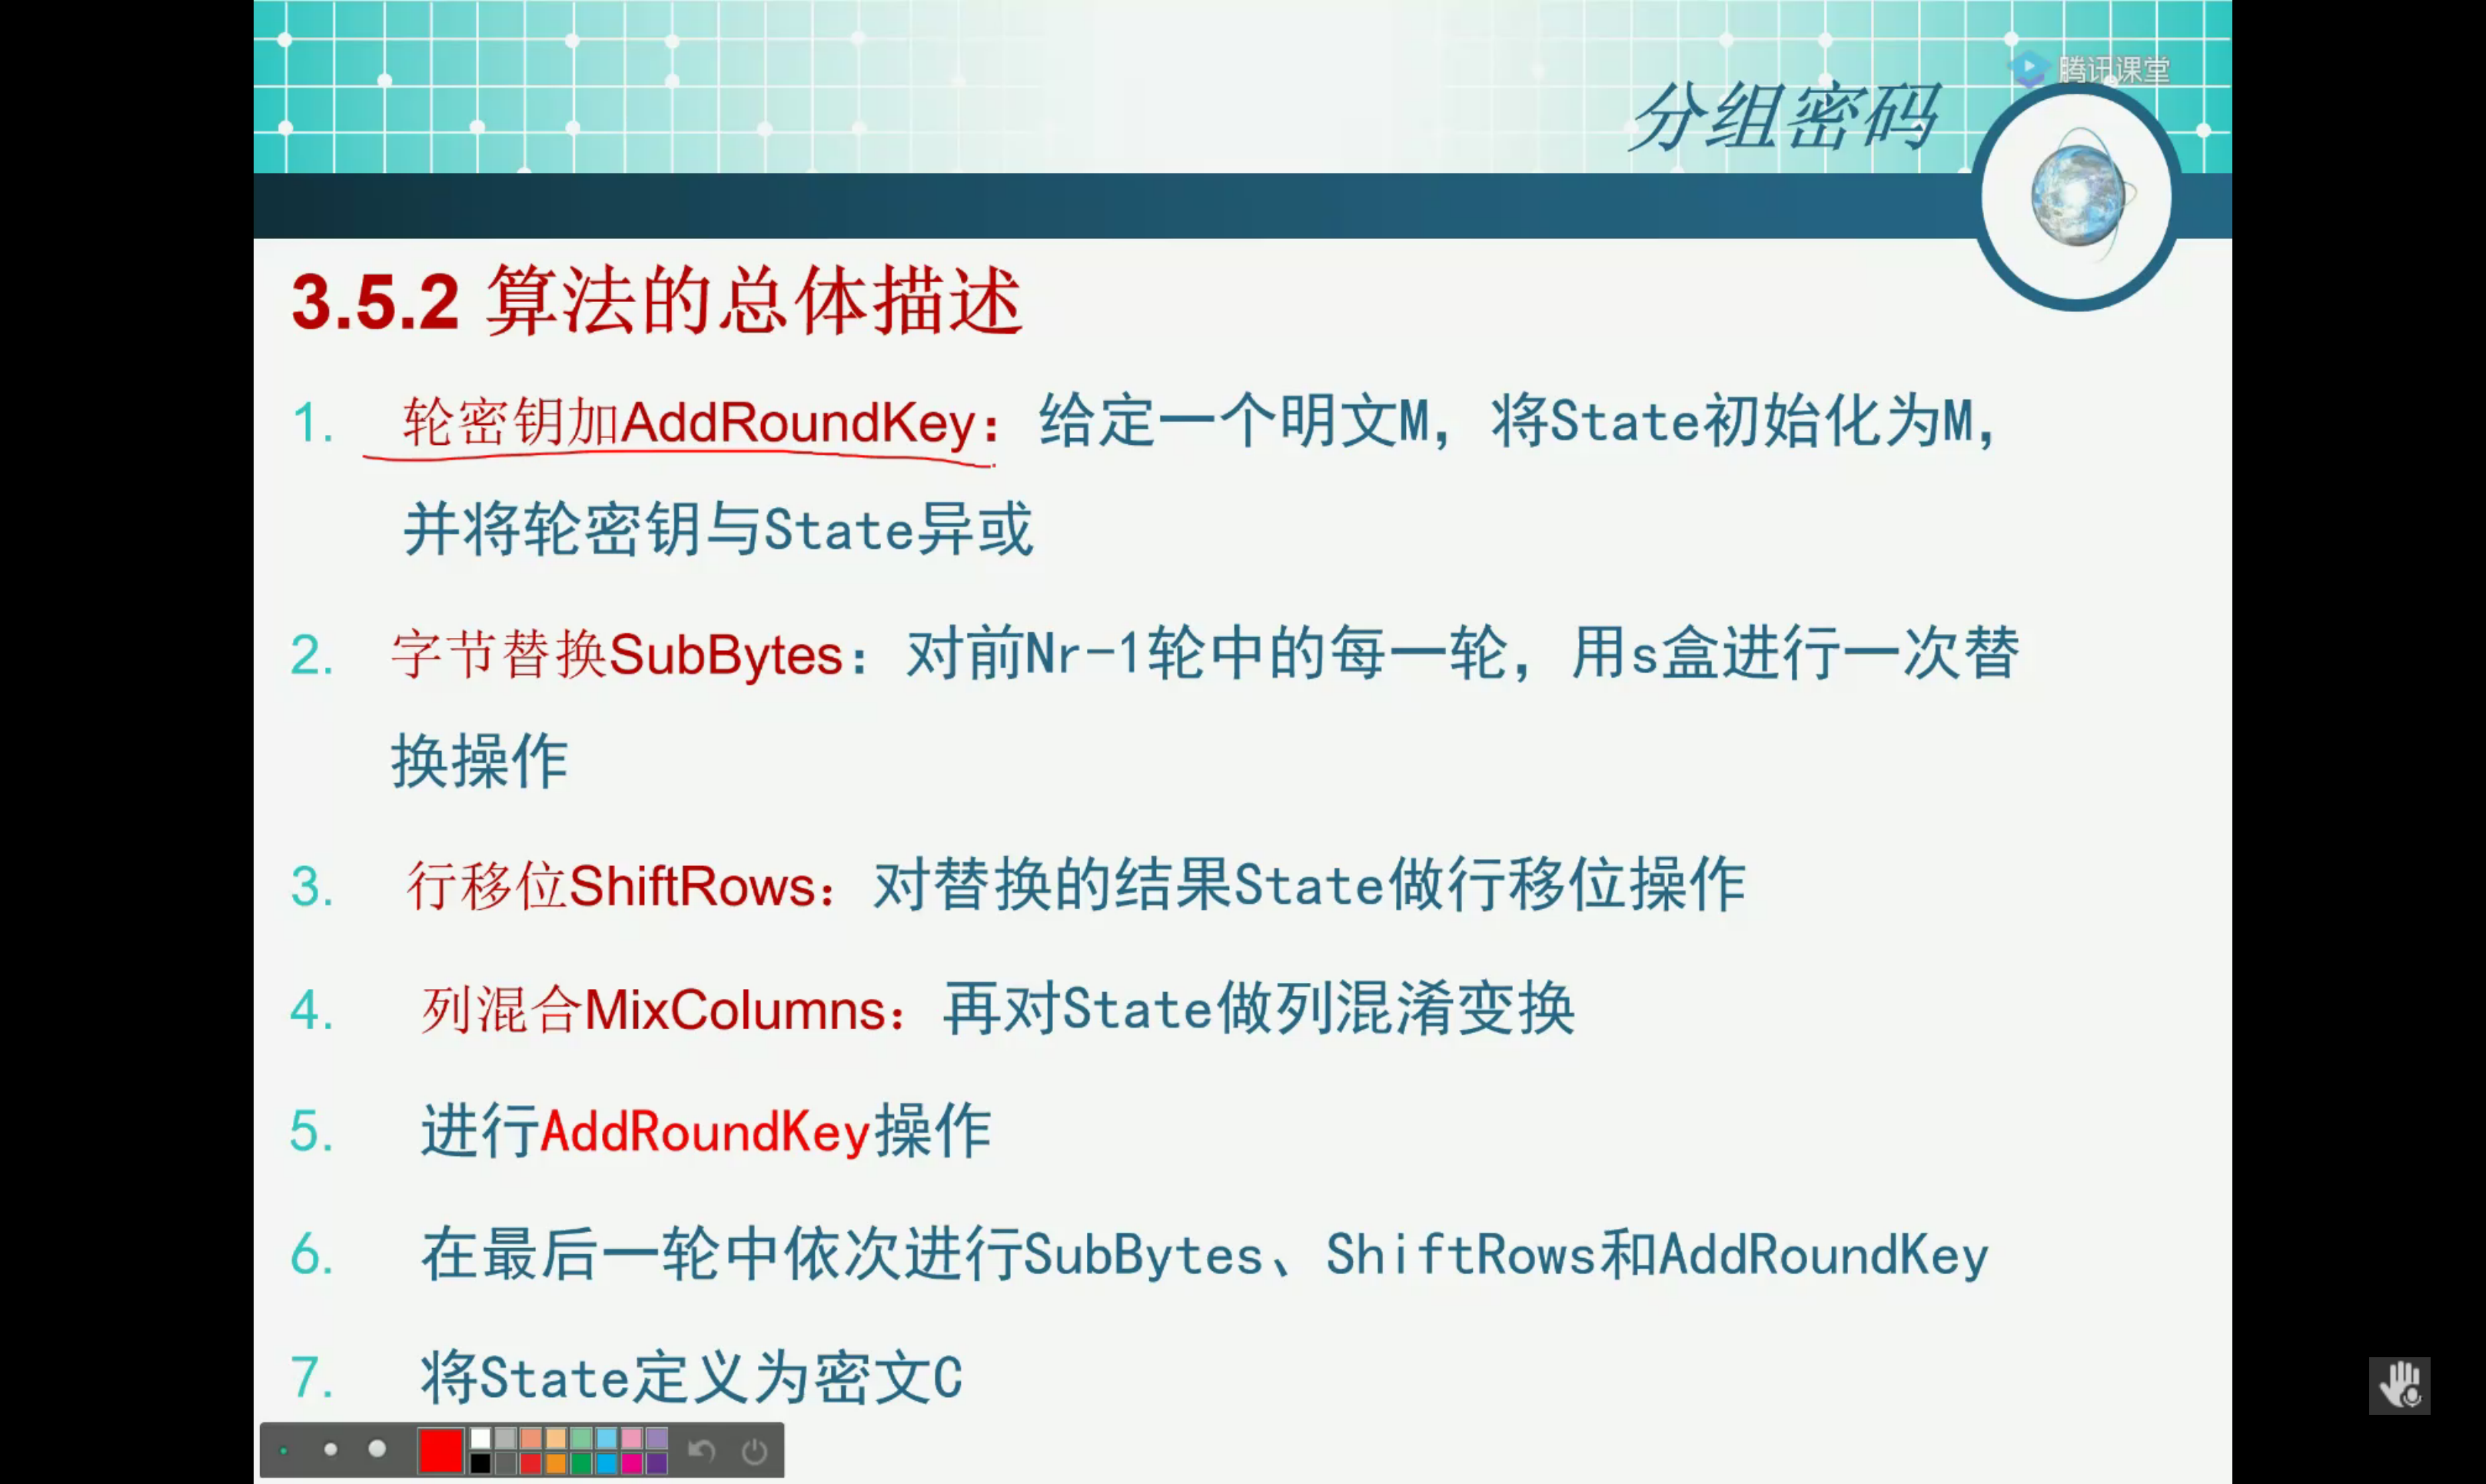 腾讯课堂
分组密码
3.5.2 算法的总体描述
1. 轮密钥加AddRoundKey：给定一个明文M，将State初始化为M，
并将轮密钥与State异或
2. 字节替换SubBytes：对前Nr-1轮中的每一轮，用s盒进行一次替
换操作
3. 行移位ShiftRows：对替换的结果State做行移位操作
4. 列混合MixColumns：再对State做列混淆变换
5. 进行AddRoundKey操作
6. 在最后一轮中依次进行SubBytes、ShiftRows和AddRoundKey
7. 将State定义为密文C